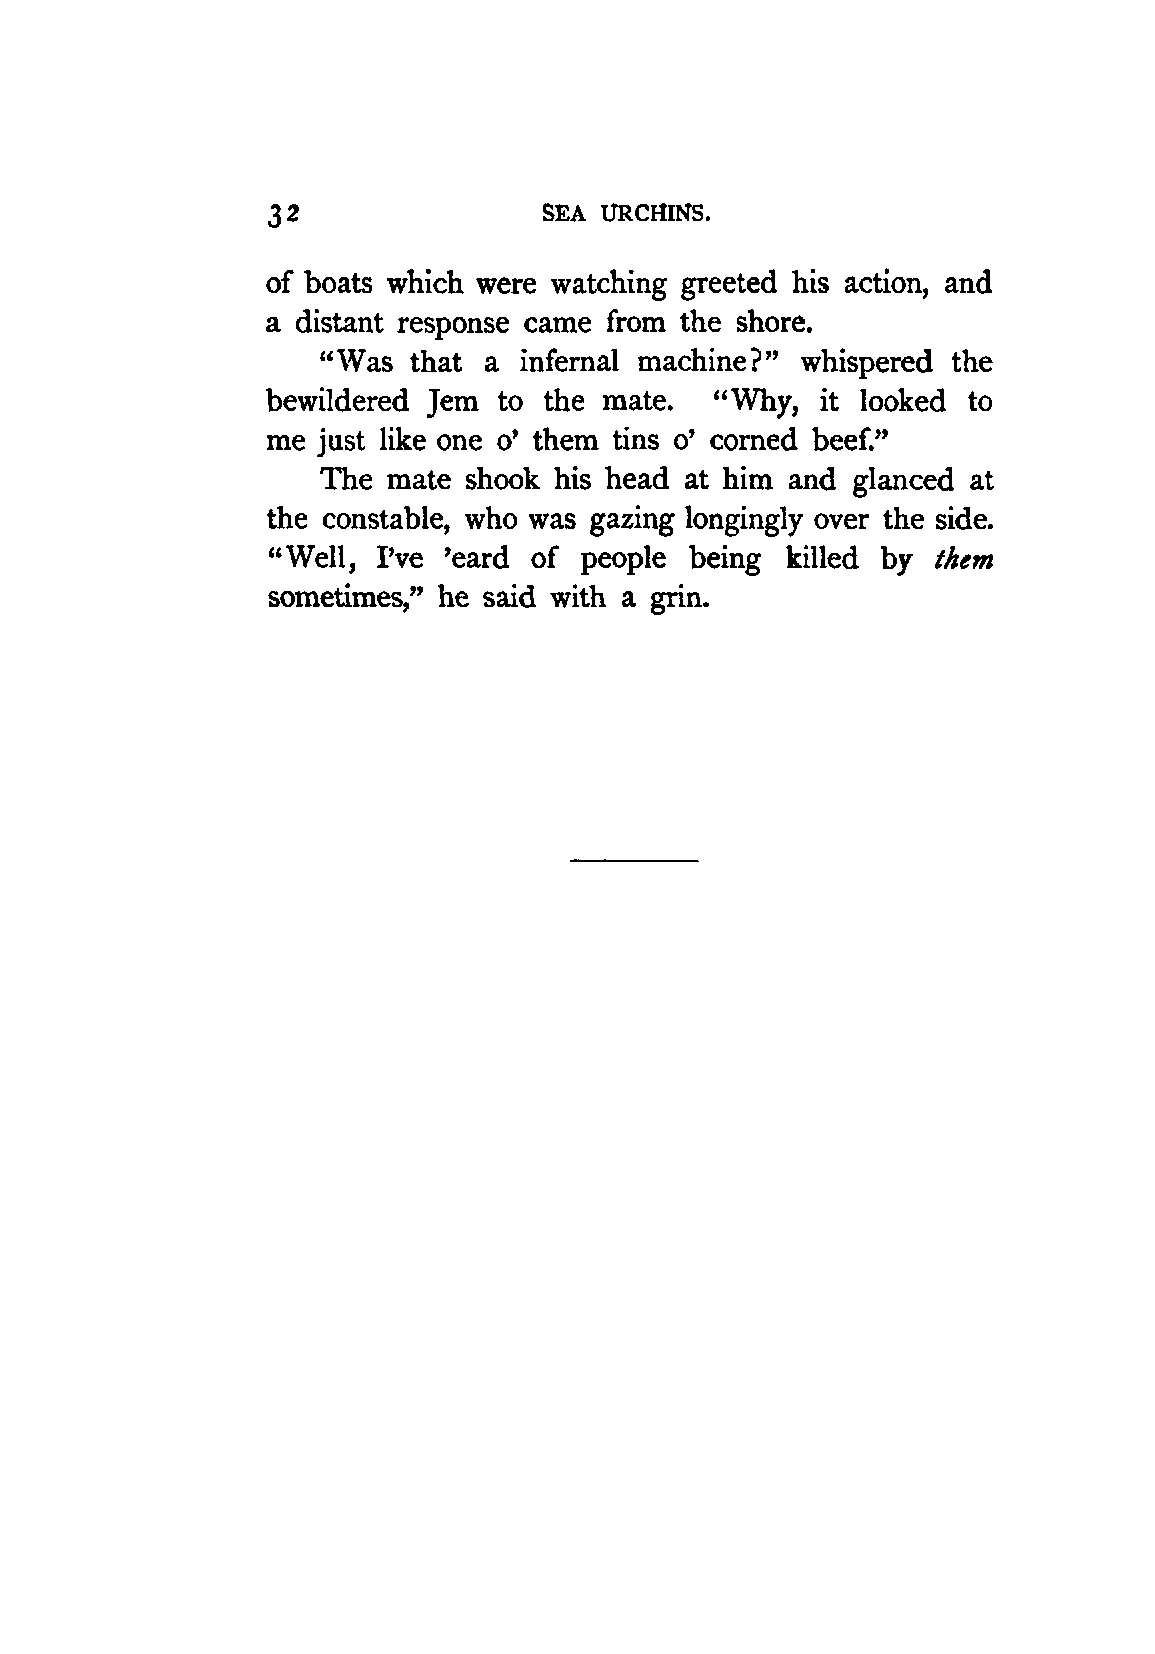 32 SEA URCHINS.
of boats which were watching greeted his action, and
a distant response came from the shore.
“Was that a infernal machine?” whispered the
bewildered Jem to the mate. “Why, it looked to
me just like one o’ them tins o’ corned beef.”
The mate shook his head at him and glanced at
the constable, who was gazing longingly over the side.
“Well, I’ve ’eard of people being killed by them
sometimes,” he said with a grin.